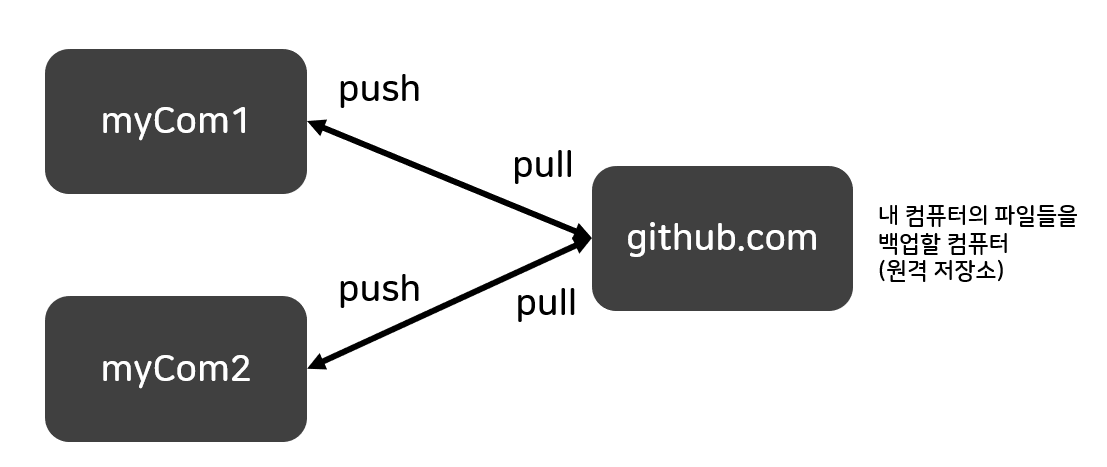 push
myCom1
pull
github.com
내 컴퓨터의 파일들을
백업할 컴퓨터
(원격 저장소)
push
pull
myCom2